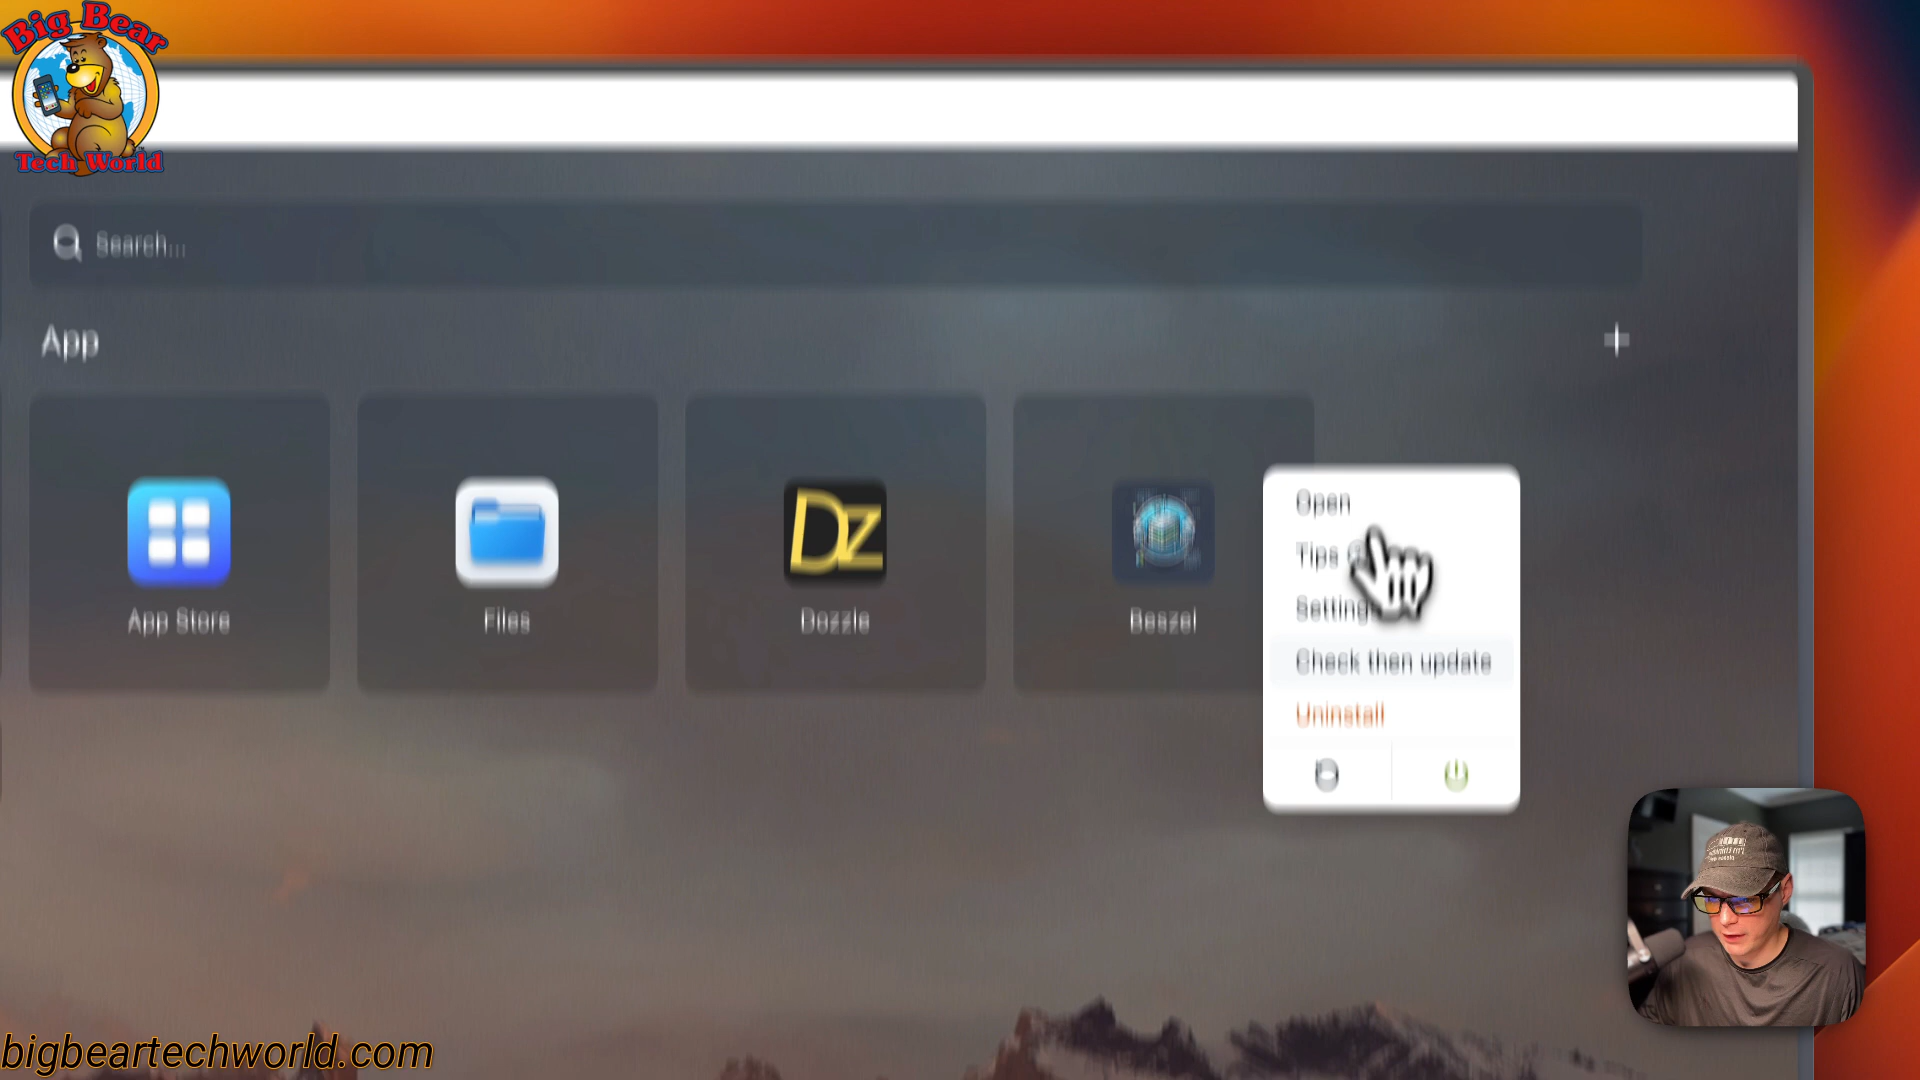 Big Bear
Tech World
Search...
App
App Store
Files
Dozzle
Beszel
Open
Tips
Settings
Check then update
Uninstall
bigbeartechworld.com